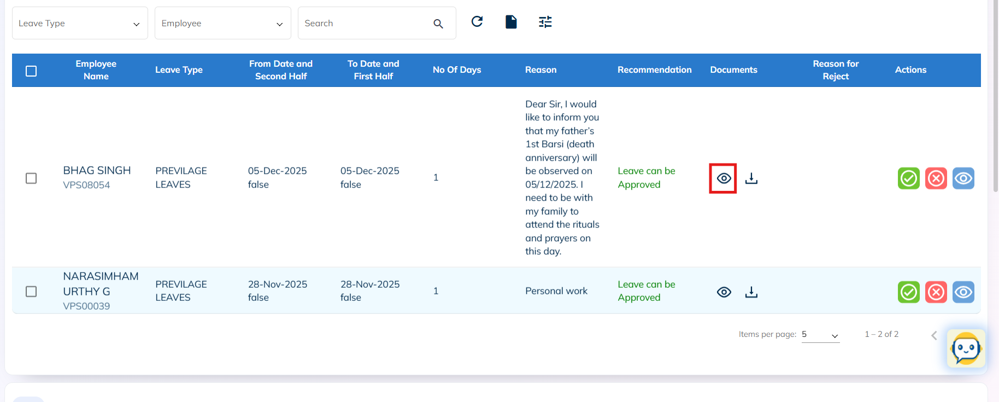 Leave Type
Employee
Search
Employee Name
Leave Type
From Date and Second Half
To Date and First Half
No Of Days
Reason
Recommendation
Documents
Reason for Reject
Actions
BHAG SINGH
VPS08054
PREVILAGE
LEAVES
05-Dec-2025
false
05-Dec-2025
false
1
Dear Sir, I would
like to inform you
that my father's
1st Barsi (death
anniversary) will
be observed on
05/12/2025. I
need to be with
my family to
attend the rituals
and prayers on
this day.
Leave can be
Approved
NARASIMHAM
URTHY G
VPS00039
PREVILAGE
LEAVES
28-Nov-2025
false
28-Nov-2025
false
1
Personal work
Leave can be
Approved
Items per page: 5
1 – 2 of 2